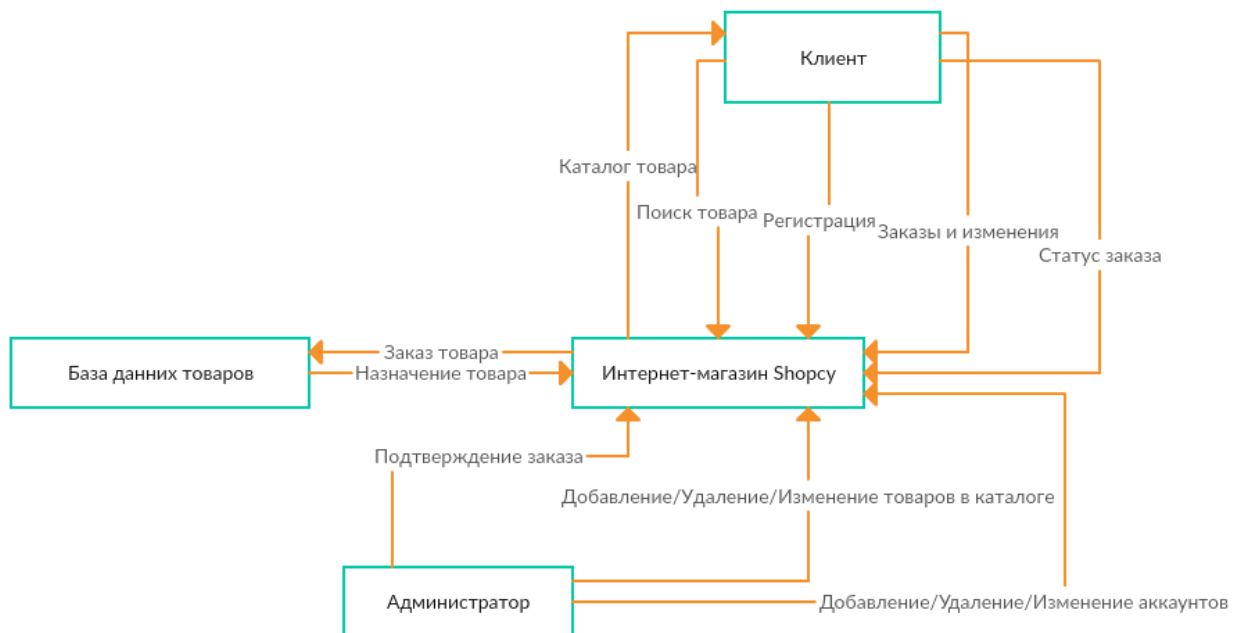 Клиент
Каталог товара
Поиск товара
Регистрация
Заказы и изменения
Статус заказа
Заказ товара
База данних товаров
Назначение товара
Интернет-магазин Shopcy
Подтверждение заказа
Добавление/Удаление/Изменение товаров в каталоге
Администратор
Добавление/Удаление/Изменение аккаунтов